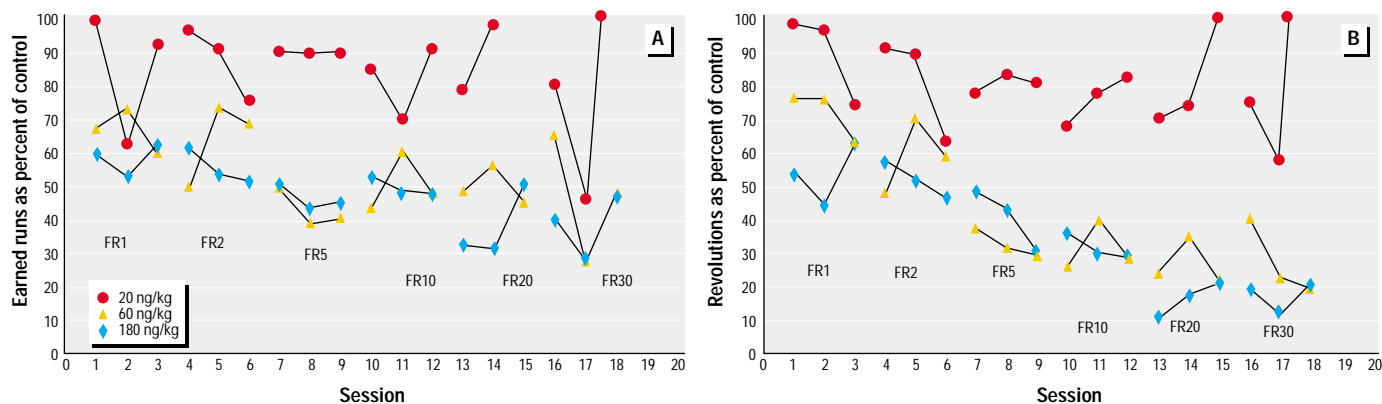 A
Earned runs as percent of control
100
90
80
70
60
50
40
30
20
10
0
FR1
FR2
FR5
FR10
FR20
FR30
20 ng/kg
60 ng/kg
180 ng/kg
0 1 2 3 4 5 6 7 8 9 10 11 12 13 14 15 16 17 18 19 20
Session
B
Revolutions as percent of control
100
90
80
70
60
50
40
30
20
10
0
FR1
FR2
FR5
FR10
FR20
FR30
0 1 2 3 4 5 6 7 8 9 10 11 12 13 14 15 16 17 18 19 20
Session